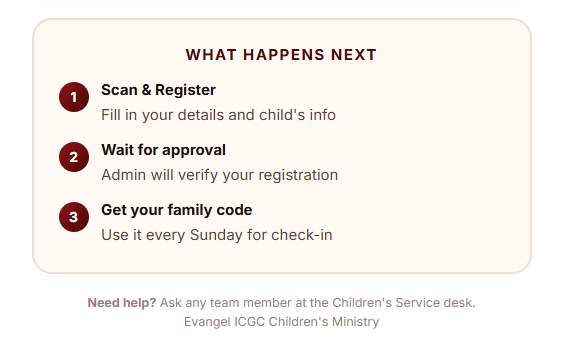 WHAT HAPPENS NEXT
1 Scan & Register
Fill in your details and child's info
2 Wait for approval
Admin will verify your registration
3 Get your family code
Use it every Sunday for check-in
Need help? Ask any team member at the Children's Service desk.
Evangel ICGC Children's Ministry